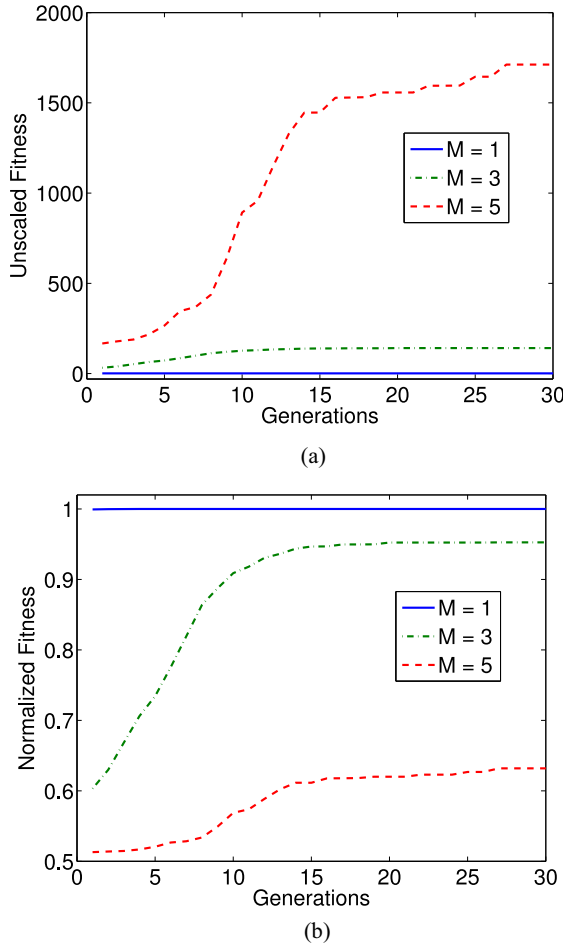 2000
1500
1000
500
0
Unscaled Fitness
M = 1
M = 3
M = 5
0 5 10 15 20 25 30
Generations
(a)
1
0.9
0.8
0.7
0.6
0.5
Normalized Fitness
M = 1
M = 3
M = 5
0 5 10 15 20 25 30
Generations
(b)